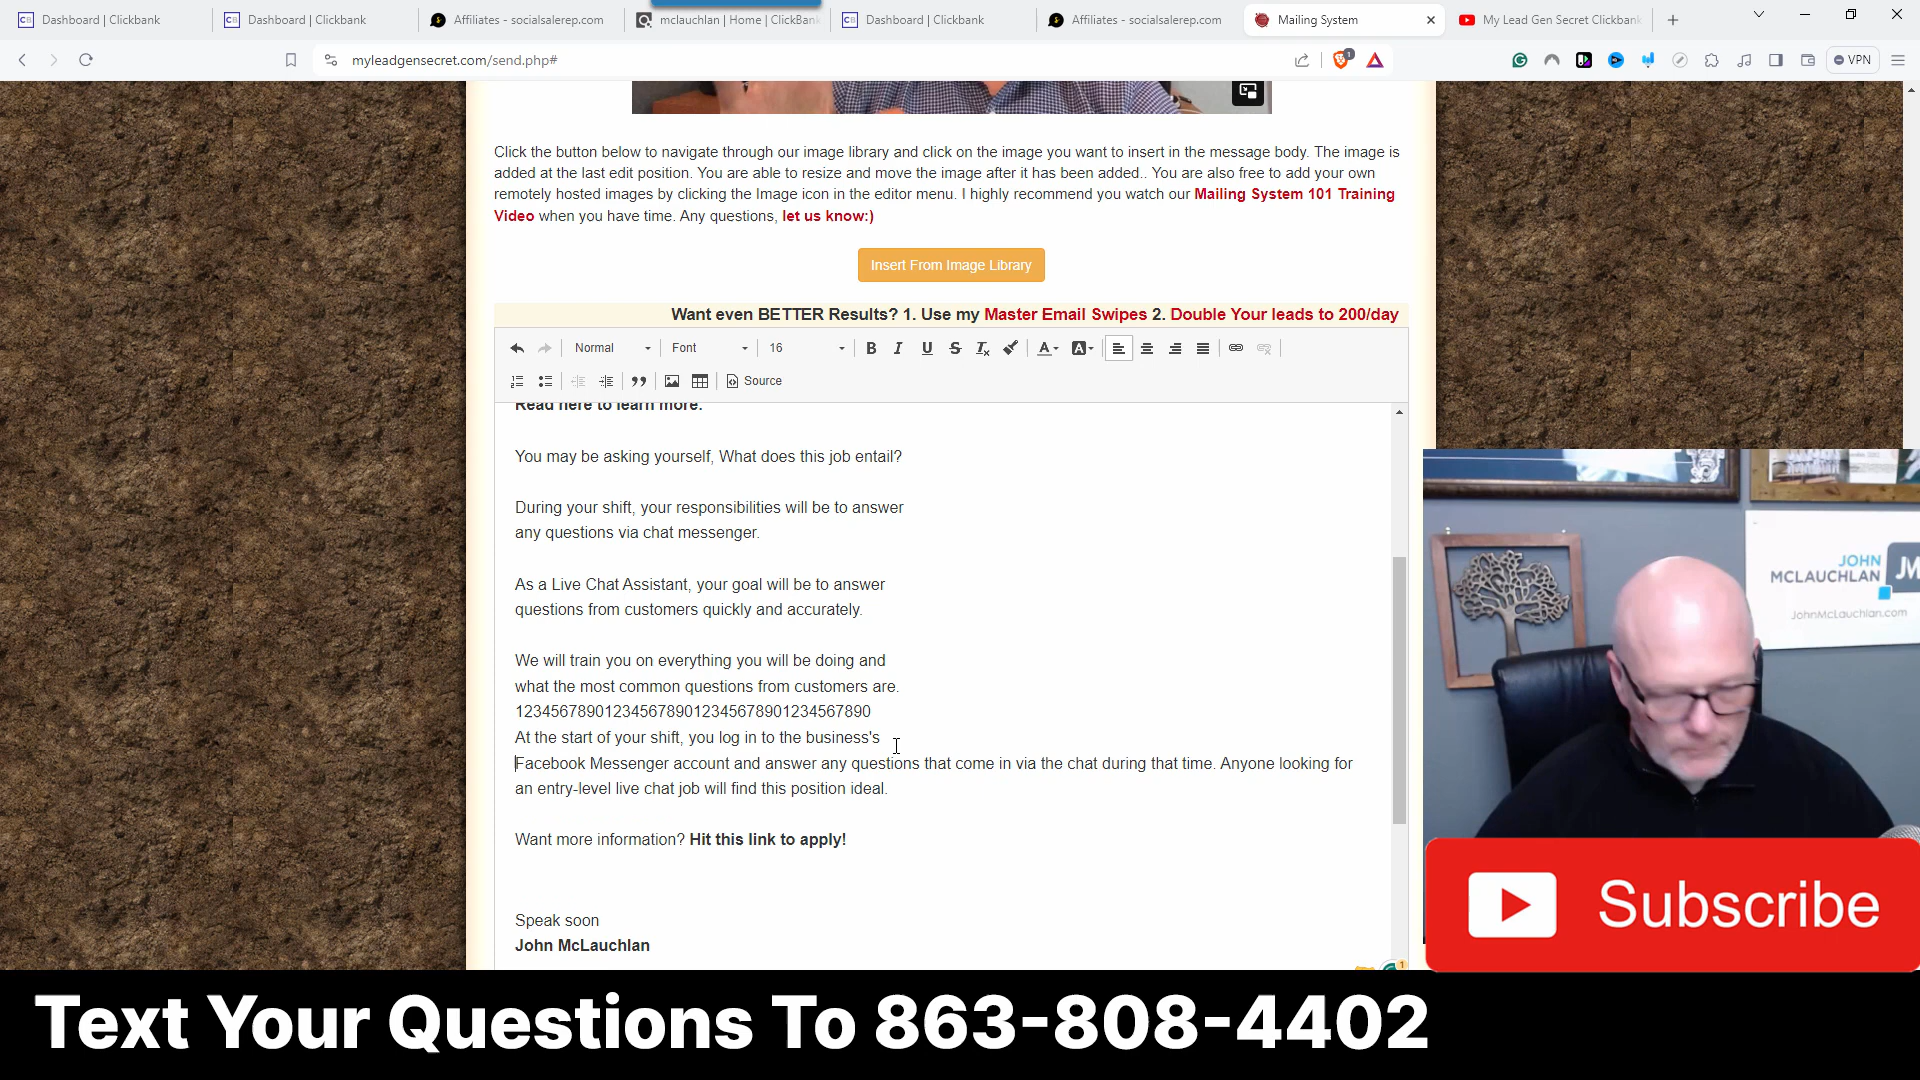 Dashboard | Clickbank
Dashboard | Clickbank
Affiliates - socialsalerep.com
mclauchlan | Home | ClickBank
Dashboard | Clickbank
Affiliates - socialsalerep.com
Mailing System
My Lead Gen Secret Clickbank
myleadgensecret.com/send.php#
1
VPN
Click the button below to navigate through our image library and click on the image you want to insert in the message body. The image is
added at the last edit position. You are able to resize and move the image after it has been added.. You are also free to add your own
remotely hosted images by clicking the Image icon in the editor menu. I highly recommend you watch our Mailing System 101 Training
Video when you have time. Any questions, let us know:)
Insert From Image Library
Want even BETTER Results? 1. Use my Master Email Swipes 2. Double Your leads to 200/day
Normal
Font
16
Source
Read here to learn more.
You may be asking yourself, What does this job entail?
During your shift, your responsibilities will be to answer
any questions via chat messenger.
As a Live Chat Assistant, your goal will be to answer
questions from customers quickly and accurately.
We will train you on everything you will be doing and
what the most common questions from customers are.
1234567890123456789012345678901234567890
At the start of your shift, you log in to the business's
Facebook Messenger account and answer any questions that come in via the chat during that time. Anyone looking for
an entry-level live chat job will find this position ideal.
Want more information? Hit this link to apply!
Speak soon
John McLauchlan
1
JOHN
MCLAUCHLAN
JM
JohnMcLauchlan.com
Subscribe
Text Your Questions To 863-808-4402